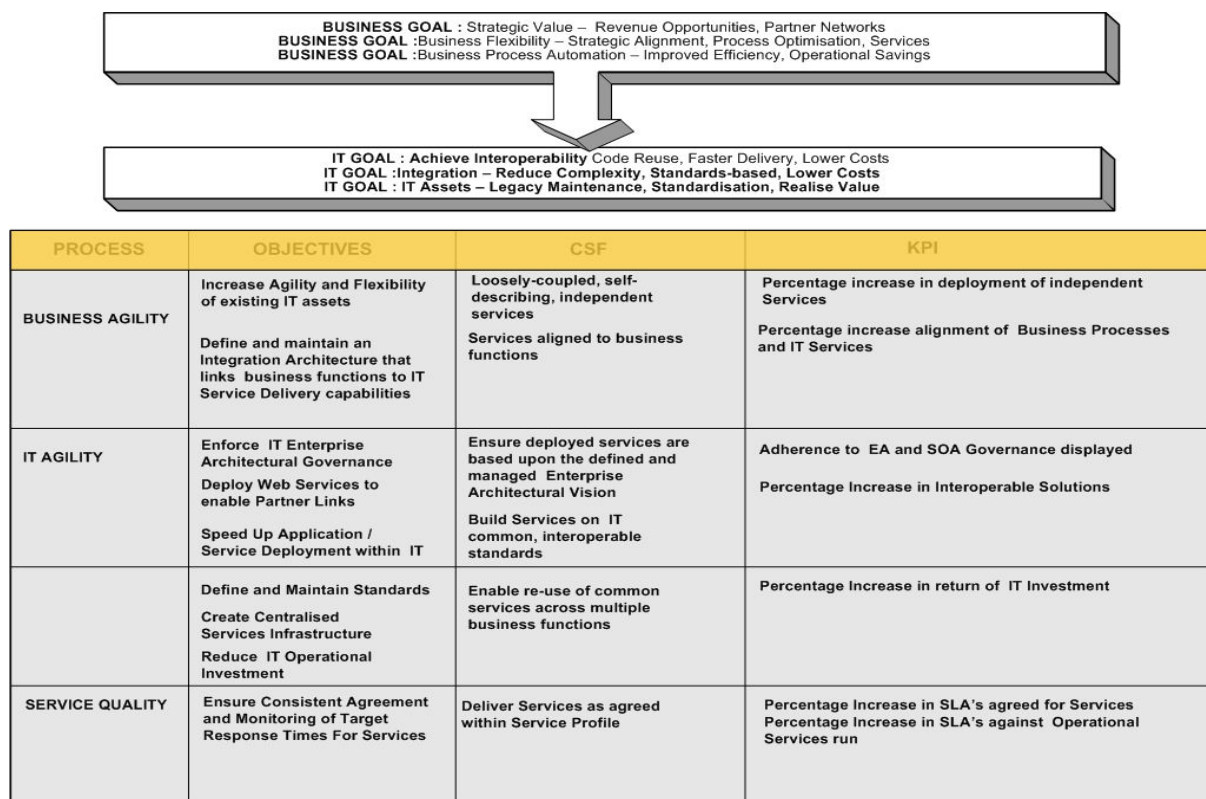 BUSINESS GOAL : Strategic Value – Revenue Opportunities, Partner Networks
BUSINESS GOAL :Business Flexibility – Strategic Alignment, Process Optimisation, Services
BUSINESS GOAL :Business Process Automation – Improved Efficiency, Operational Savings
IT GOAL : Achieve Interoperability Code Reuse, Faster Delivery, Lower Costs
IT GOAL :Integration – Reduce Complexity, Standards-based, Lower Costs
IT GOAL : IT Assets – Legacy Maintenance, Standardisation, Realise Value
PROCESS
OBJECTIVES
CSF
KPI
BUSINESS AGILITY
Increase Agility and Flexibility
of existing IT assets
Define and maintain an
Integration Architecture that
links business functions to IT
Service Delivery capabilities
Loosely-coupled, self-
describing, independent
services
Services aligned to business
functions
Percentage increase in deployment of independent
Services
Percentage increase alignment of Business Processes
and IT Services
IT AGILITY
Enforce IT Enterprise
Architectural Governance
Deploy Web Services to
enable Partner Links
Speed Up Application /
Service Deployment within IT
Ensure deployed services are
based upon the defined and
managed Enterprise
Architectural Vision
Build Services on IT
common, interoperable
standards
Adherence to EA and SOA Governance displayed
Percentage Increase in Interoperable Solutions
Define and Maintain Standards
Create Centralised
Services Infrastructure
Reduce IT Operational
Investment
Enable re-use of common
services across multiple
business functions
Percentage Increase in return of IT Investment
SERVICE QUALITY
Ensure Consistent Agreement
and Monitoring of Target
Response Times For Services
Deliver Services as agreed
within Service Profile
Percentage Increase in SLA's agreed for Services
Percentage Increase in SLA's against Operational
Services run